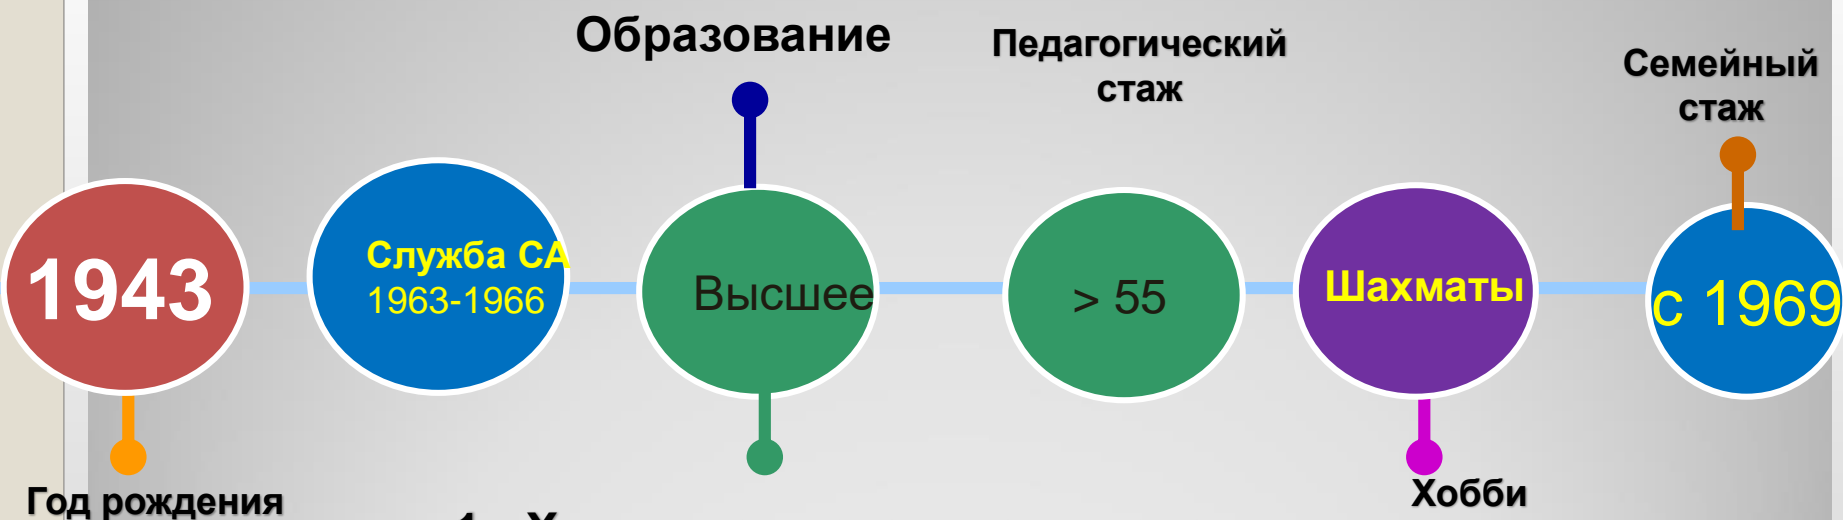 Образование
Педагогический
стаж
Семейный
стаж
1943
Служба СА
1963-1966
Высшее
> 55
Шахматы
с 1969
Год рождения
Хобби